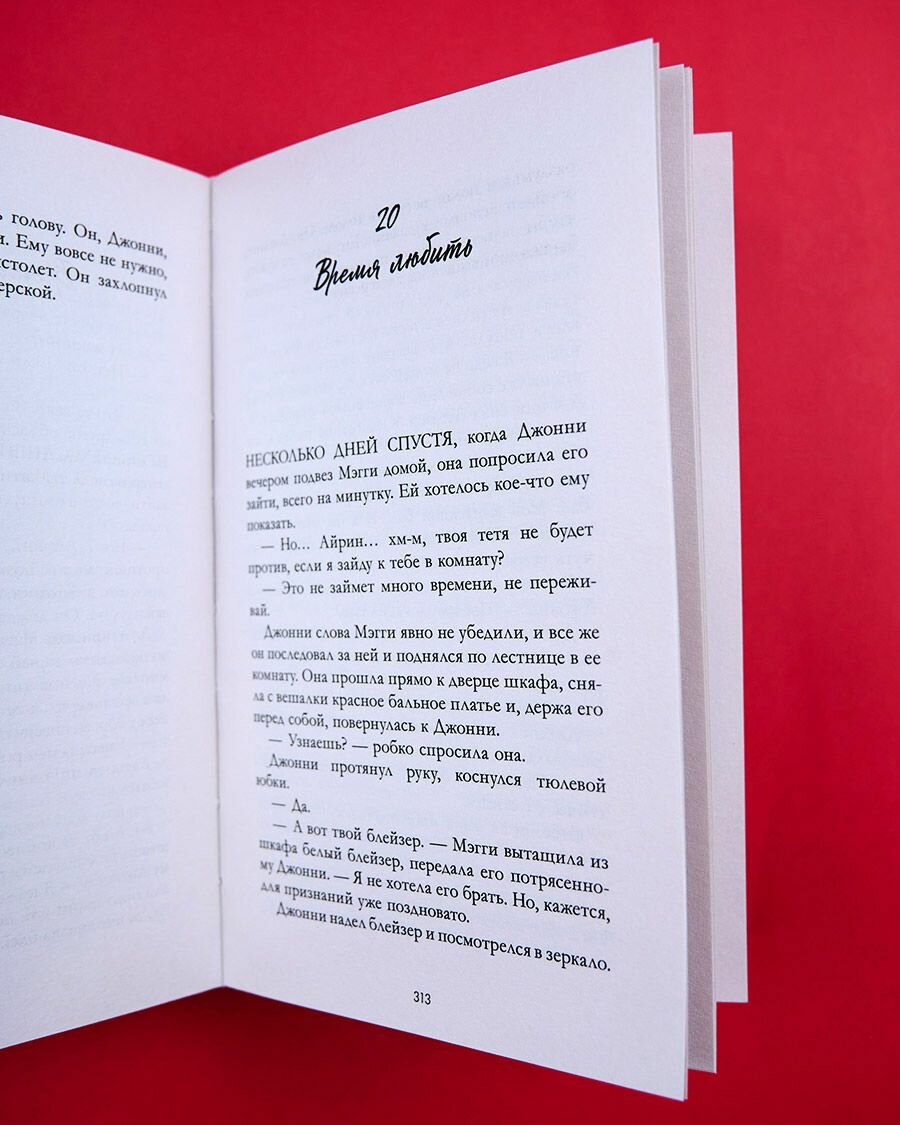 голову. Он, Джонни,
Ему вовсе не нужно,
Он захлопнул
20
Время любить
НЕСКОЛЬКО ДНЕЙ СПУСТЯ, когда Джонни
вечером подвез Мэгги домой, она попросила его
зайти, всего на минутку. Ей хотелось кое-что ему
показать.
— Но... Айрин... хм-м, твоя тетя не будет
против, если я зайду к тебе в комнату?
— Это не займет много времени, не пережи-
вай.
Джонни слова Мэгги явно не убедили, и все же
он последовал за ней и поднялся по лестнице в ее
комнату. Она прошла прямо к дверце шкафа, сня-
ла с вешалки красное бальное платье и, держа его
перед собой, повернулась к Джонни.
— Узнаешь? — робко спросила она.
Джонни протянул руку, коснулся тюлевой
юбки.
— Да.
— А вот твой блейзер. — Мэгги вытащила из
шкафа белый блейзер, передала его потрясенно-
му Джонни. — Я не хотела его брать. Но, кажется,
для признаний уже поздновато.
Джонни надел блейзер и посмотрелся в зеркало.
313